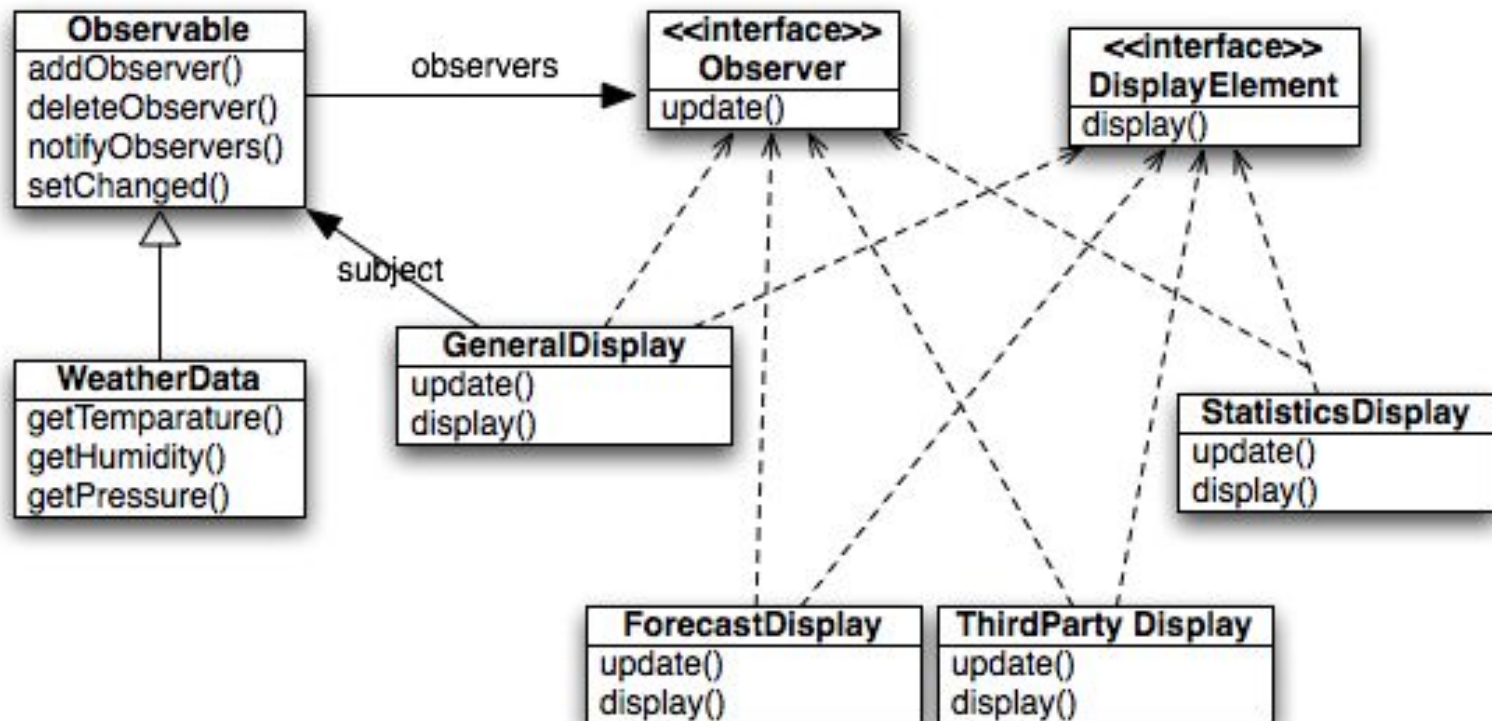 Observable
addObserver()
deleteObserver()
notifyObservers()
setChanged()
observers
<<interface>>
Observer
update()
<<interface>>
DisplayElement
display()
subject
WeatherData
getTemparature()
getHumidity()
getPressure()
GeneralDisplay
update()
display()
StatisticsDisplay
update()
display()
ForecastDisplay
update()
display()
ThirdParty Display
update()
display()